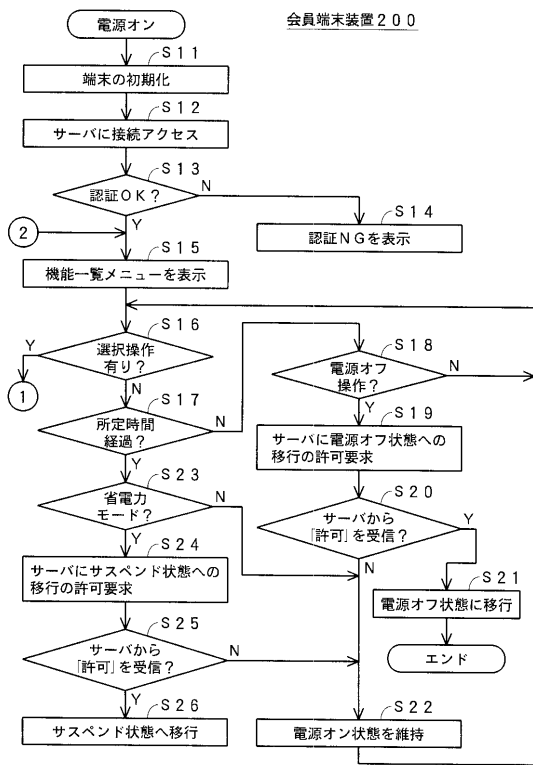 会員端末装置200
電源オン
S11
端末の初期化
S12
サーバに接続アクセス
S13
認証OK?
N
Y
S14
認証NGを表示
2
S15
機能一覧メニューを表示
S16
選択操作
有り?
Y
N
1
S17
所定時間
経過?
N
Y
S18
電源オフ
操作?
N
Y
S19
サーバに電源オフ状態への
移行の許可要求
S20
サーバから
「許可」を受信?
Y
N
S21
電源オフ状態に移行
エンド
S23
省電力
モード?
N
Y
S24
サーバにサスペンド状態への
移行の許可要求
S25
サーバから
「許可」を受信?
N
Y
S26
サスペンド状態へ移行
S22
電源オン状態を維持